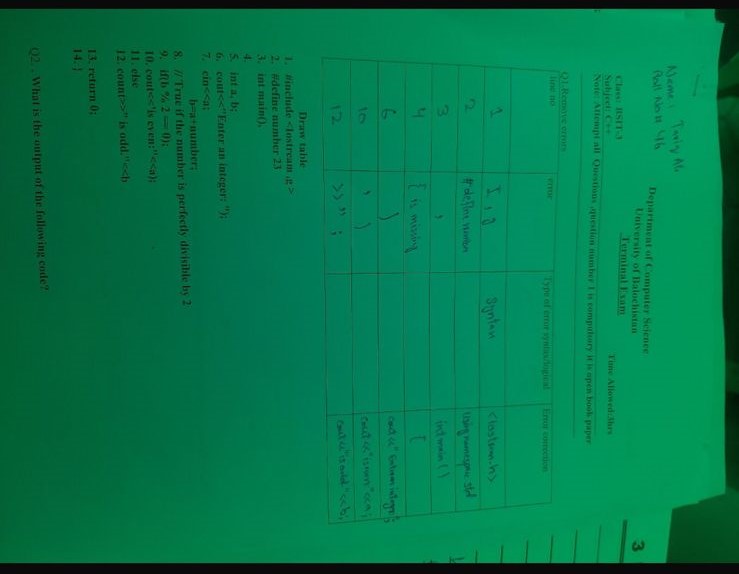 Name: Tariq Ali
Roll No# 46
3
Department of Computer Science
University of Balochistan
Terminal Exam
Class: BSIT-3
Time Allowed: 3hrs
Subject: C++
Note: Attempt all Questions ,question number 1 is compulsory it is open book paper
Q1.Remove errors
line no error Type of error syntax/logical Error correction
1 I , g Syntax <iostream.h>
2 #define number Using namespace std
3 , int main()
4 { is missing {
6 ) cout<<"Enter an integer";
10 , ) cout<<"is even"<<a;
12 >> " ; cout<<"is odd"<<b;
Draw table
1. #include <Iostream ,g >
2. #define number 23
3. int main(),
4.
5. int a, b;
6. cout<<"Enter an integer: ");
7. cin<<a;
b=a+number;
8. // True if the number is perfectly divisible by 2
9. if(b % 2 == 0);
10. cout<<'is even:"<<a);
11. else
12. count>>" is odd."<<b
13. return 0;
14. }
Q2. . What is the output of the following code?